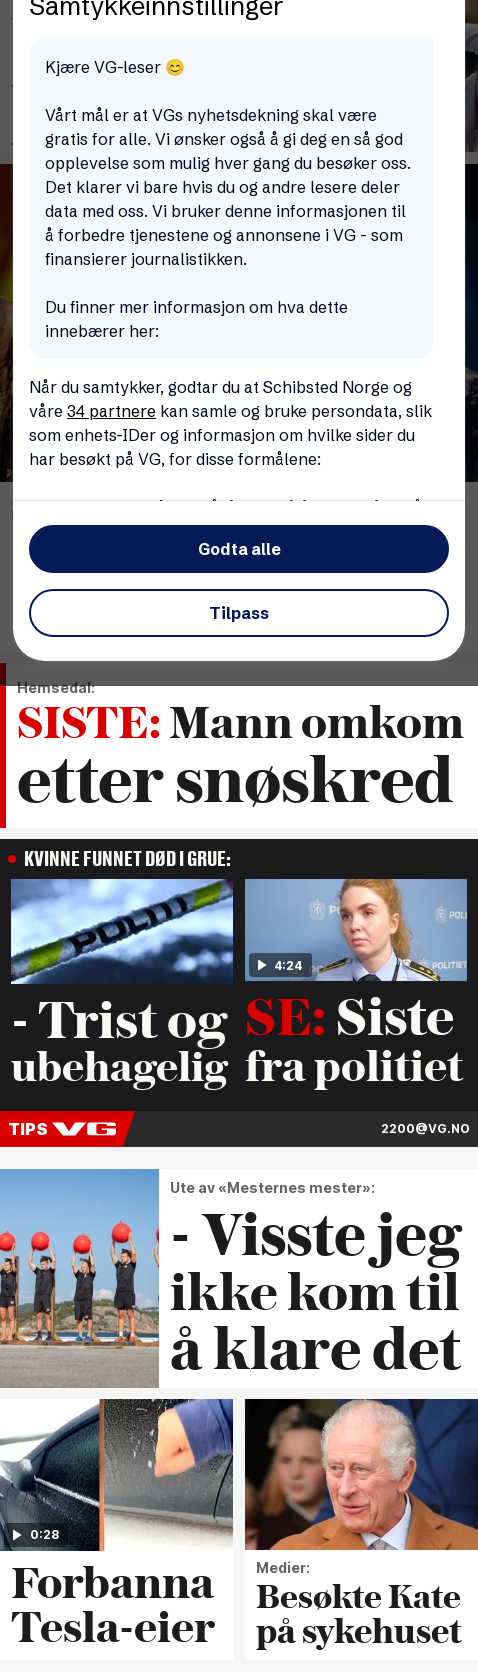 Samtykkeinnstillinger
Kjære VG-leser 😊
Vårt mål er at VGs nyhetsdekning skal være
gratis for alle. Vi ønsker også å gi deg en så god
opplevelse som mulig hver gang du besøker oss.
Det klarer vi bare hvis du og andre lesere deler
data med oss. Vi bruker denne informasjonen til
å forbedre tjenestene og annonsene i VG - som
finansierer journalistikken.
Du finner mer informasjon om hva dette
innebærer her:
Når du samtykker, godtar du at Schibsted Norge og
våre 34 partnere kan samle og bruke persondata, slik
som enhets-IDer og informasjon om hvilke sider du
har besøkt på VG, for disse formålene:
Godta alle
Tilpass
Hemsedal:
SISTE: Mann omkom
etter snøskred
KVINNE FUNNET DØD I GRUE:
POLITI
POLITIET
4:24
- Trist og
ubehagelig
SE: Siste
fra politiet
TIPS VG
2200@VG.NO
Ute av «Mesternes mester»:
- Visste jeg
ikke kom til
å klare det
0:28
Forbanna
Tesla-eier
Medier:
Besøkte Kate
på sykehuset